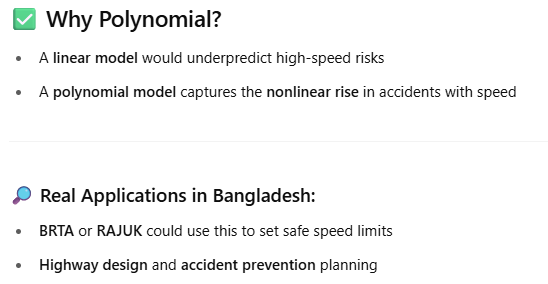 ✅ Why Polynomial?
• A linear model would underpredict high-speed risks
• A polynomial model captures the nonlinear rise in accidents with speed
🔎 Real Applications in Bangladesh:
• BRTA or RAJUK could use this to set safe speed limits
• Highway design and accident prevention planning